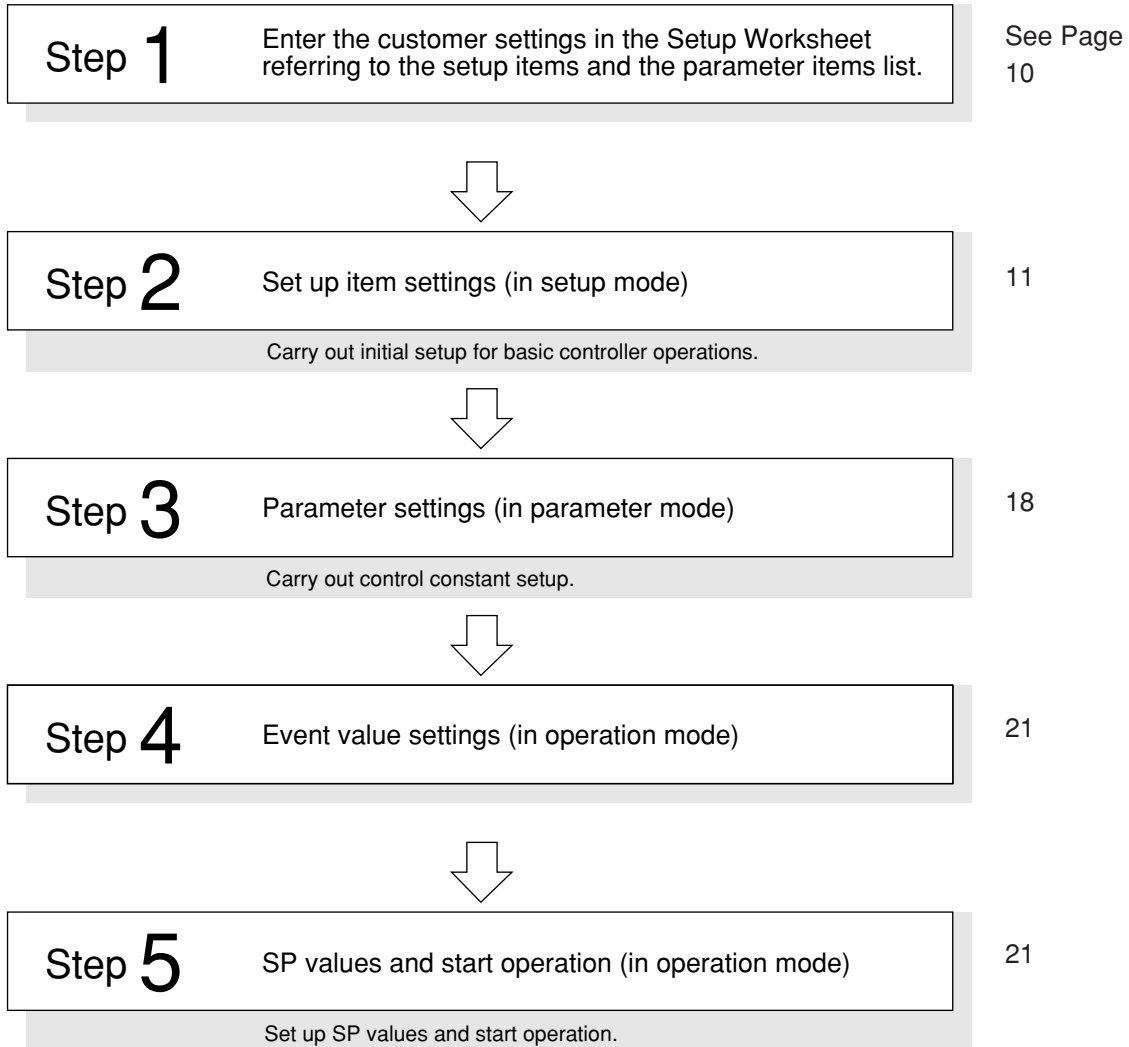 Step 1
Enter the customer settings in the Setup Worksheet
referring to the setup items and the parameter items list.
See Page
10
Step 2
Set up item settings (in setup mode)
11
Carry out initial setup for basic controller operations.
Step 3
Parameter settings (in parameter mode)
18
Carry out control constant setup.
Step 4
Event value settings (in operation mode)
21
Step 5
SP values and start operation (in operation mode)
21
Set up SP values and start operation.